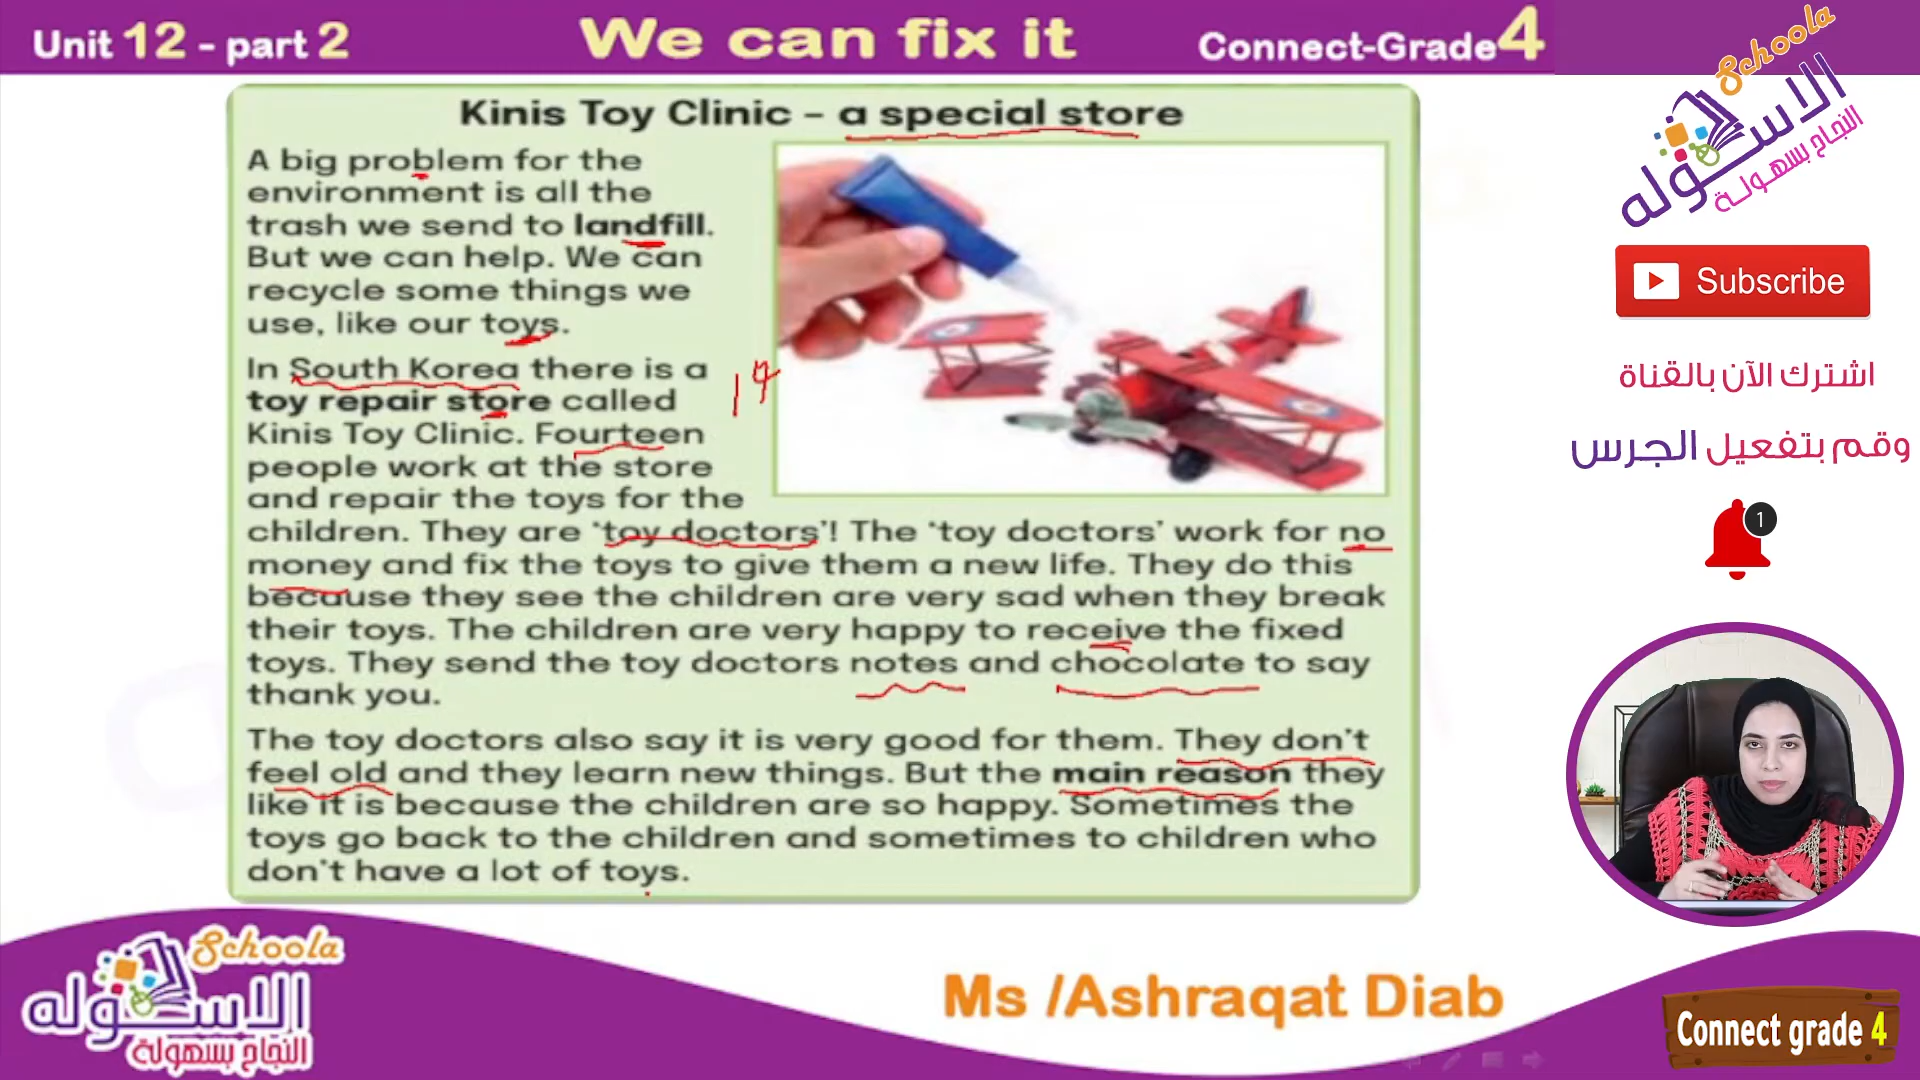 Unit 12 - part 2
We can fix it
Connect-Grade 4
Schoola
الاسكوله
النجاح بسهولة
Kinis Toy Clinic – a special store
A big problem for the
environment is all the
trash we send to landfill.
But we can help. We can
recycle some things we
use, like our toys.
In South Korea there is a
toy repair store called
Kinis Toy Clinic. Fourteen
people work at the store
and repair the toys for the
children. They are ‘toy doctors’! The ‘toy doctors’ work for no
money and fix the toys to give them a new life. They do this
because they see the children are very sad when they break
their toys. The children are very happy to receive the fixed
toys. They send the toy doctors notes and chocolate to say
thank you.
The toy doctors also say it is very good for them. They don’t
feel old and they learn new things. But the main reason they
like it is because the children are so happy. Sometimes the
toys go back to the children and sometimes to children who
don’t have a lot of toys.
14
Subscribe
اشترك الآن بالقناة
وقم بتفعيل الجرس
1
Schoola
الاسكوله
النجاح بسهولة
Ms /Ashraqat Diab
Connect grade 4